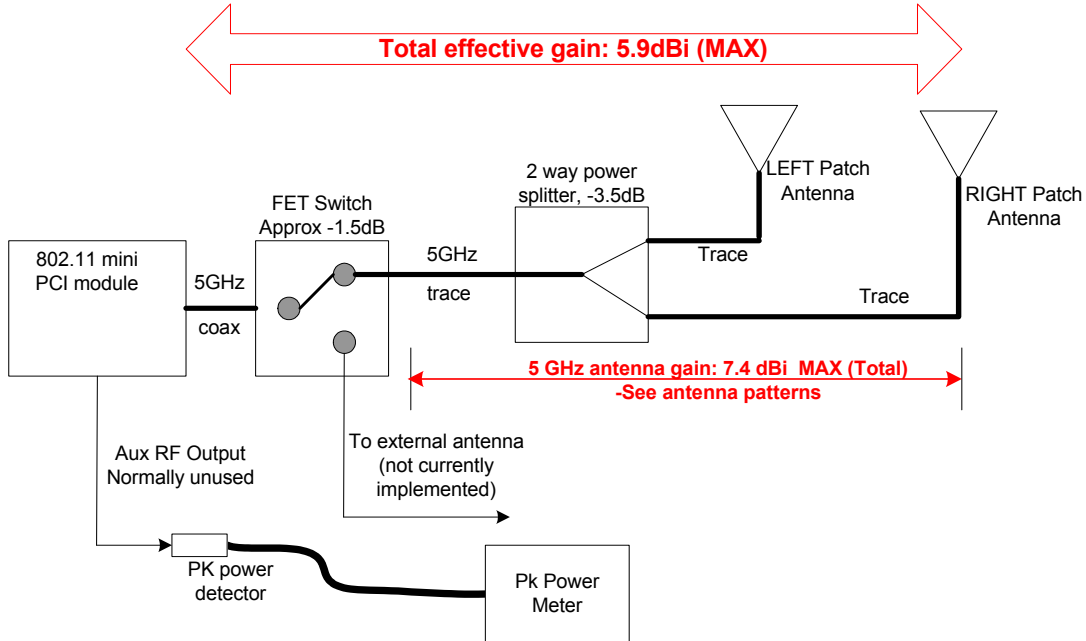 Total effective gain: 5.9dBi (MAX)
LEFT Patch
Antenna
RIGHT Patch
Antenna
2 way power
splitter, -3.5dB
FET Switch
Approx -1.5dB
802.11 mini
PCI module
5GHz
coax
5GHz
trace
Trace
Trace
5 GHz antenna gain: 7.4 dBi  MAX (Total)
-See antenna patterns
Aux RF Output
Normally unused
To external antenna
(not currently
implemented)
PK power
detector
Pk Power
Meter